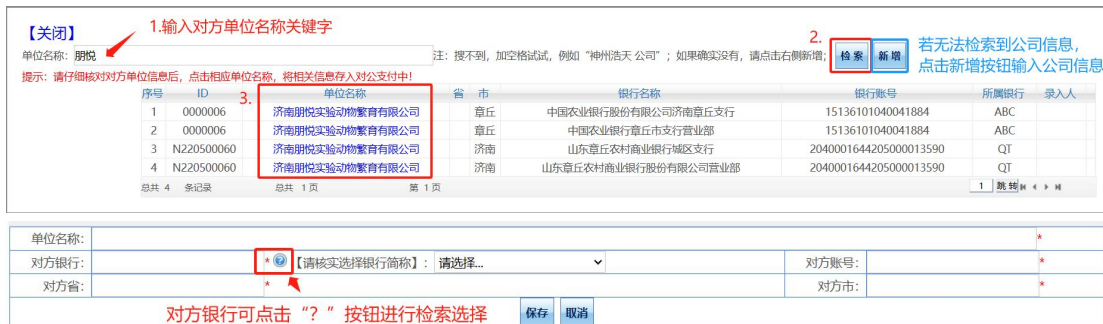 【关闭】 1.输入对方单位名称关键字
单位名称: 朋悦 注：搜不到，加空格试试，例如“神州浩天 公司”；如果确实没有，请点击右侧新增; 2. 检索 新增 若无法检索到公司信息，
点击新增按钮输入公司信息
提示：请仔细核对对方单位信息后，点击相应单位名称，将相关信息存入对公支付中！
序号 ID 3. 单位名称 省 市 银行名称 银行账号 所属银行 录入人
1 0000006 济南朋悦实验动物繁育有限公司 章丘 中国农业银行股份有限公司济南章丘支行 15136101040041884 ABC
2 0000006 济南朋悦实验动物繁育有限公司 章丘 中国农业银行章丘市支行营业部 15136101040041884 ABC
3 N220500060 济南朋悦实验动物繁育有限公司 济南 山东章丘农村商业银行城区支行 2040001644205000013590 QT
4 N220500060 济南朋悦实验动物繁育有限公司 济南 山东章丘农村商业银行股份有限公司营业部 2040001644205000013590 QT
总共 4 条记录 总共 1 页 第 1 页 1 跳转
单位名称: *
对方银行: * ? 【请核实选择银行简称】: 请选择... 对方账号: *
对方省: * 对方市: *
对方银行可点击“？”按钮进行检索选择 保存 取消